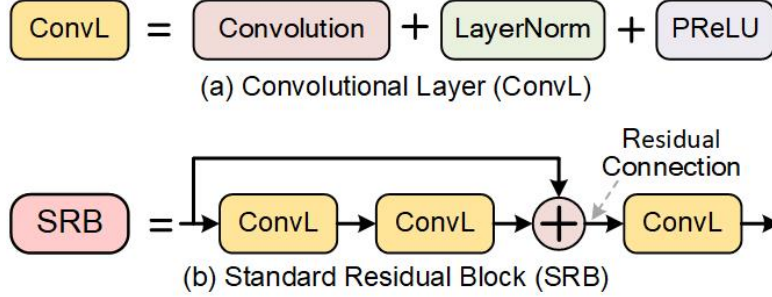 ConvL = Convolution + LayerNorm + PReLU
(a) Convolutional Layer (ConvL)
Residual
Connection
SRB = ConvL ConvL + ConvL
(b) Standard Residual Block (SRB)